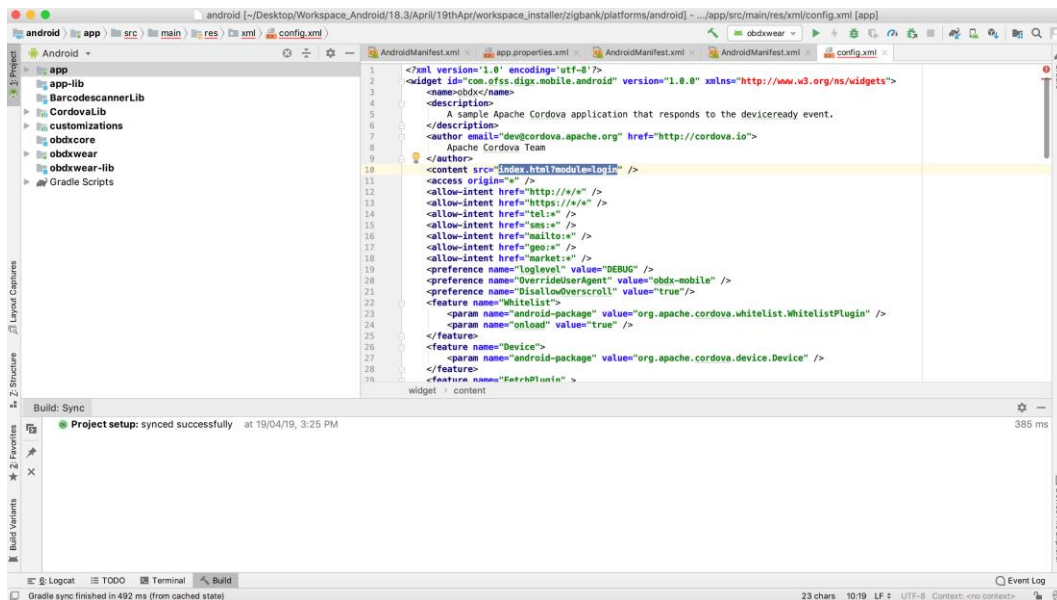 android [~/Desktop/Workspace_Android/18.3/April/19thApr/workspace_installer/zigbank/platforms/android] - .../app/src/main/res/xml/config.xml [app]
android app src main res xml config.xml obdxwear
1: Project
Android
AndroidManifest.xml app.properties.xml AndroidManifest.xml AndroidManifest.xml config.xml
app
app-lib
BarcodescannerLib
CordovaLib
customizations
obdxcore
obdxwear
obdxwear-lib
Gradle Scripts
1 <?xml version='1.0' encoding='utf-8'?>
2 <widget id="com.ofss.digx.mobile.android" version="1.0.0" xmlns="http://www.w3.org/ns/widgets">
3 <name>obdx</name>
4 <description>
5 A sample Apache Cordova application that responds to the deviceready event.
6 </description>
7 <author email="dev@cordova.apache.org" href="http://cordova.io">
8 Apache Cordova Team
9 </author>
10 <content src="index.html?module=login" />
11 <access origin="*" />
12 <allow-intent href="http://*/*" />
13 <allow-intent href="https://*/*" />
14 <allow-intent href="tel:*" />
15 <allow-intent href="sms:*" />
16 <allow-intent href="mailto:*" />
17 <allow-intent href="geo:*" />
18 <allow-intent href="market:*" />
19 <preference name="loglevel" value="DEBUG" />
20 <preference name="OverrideUserAgent" value="obdx-mobile" />
21 <preference name="DisallowOverscroll" value="true"/>
22 <feature name="Whitelist">
23 <param name="android-package" value="org.apache.cordova.whitelist.WhitelistPlugin" />
24 <param name="onload" value="true" />
25 </feature>
26 <feature name="Device">
27 <param name="android-package" value="org.apache.cordova.device.Device" />
28 </feature>
29 <feature name="FetchPlugin" >
widget › content
Layout Captures
Z: Structure
2: Favorites
Build Variants
Build: Sync
Project setup: synced successfully at 19/04/19, 3:25 PM 385 ms
6: Logcat TODO Terminal Build Event Log
Gradle sync finished in 492 ms (from cached state) 23 chars 10:19 LF UTF-8 Context: <no context>